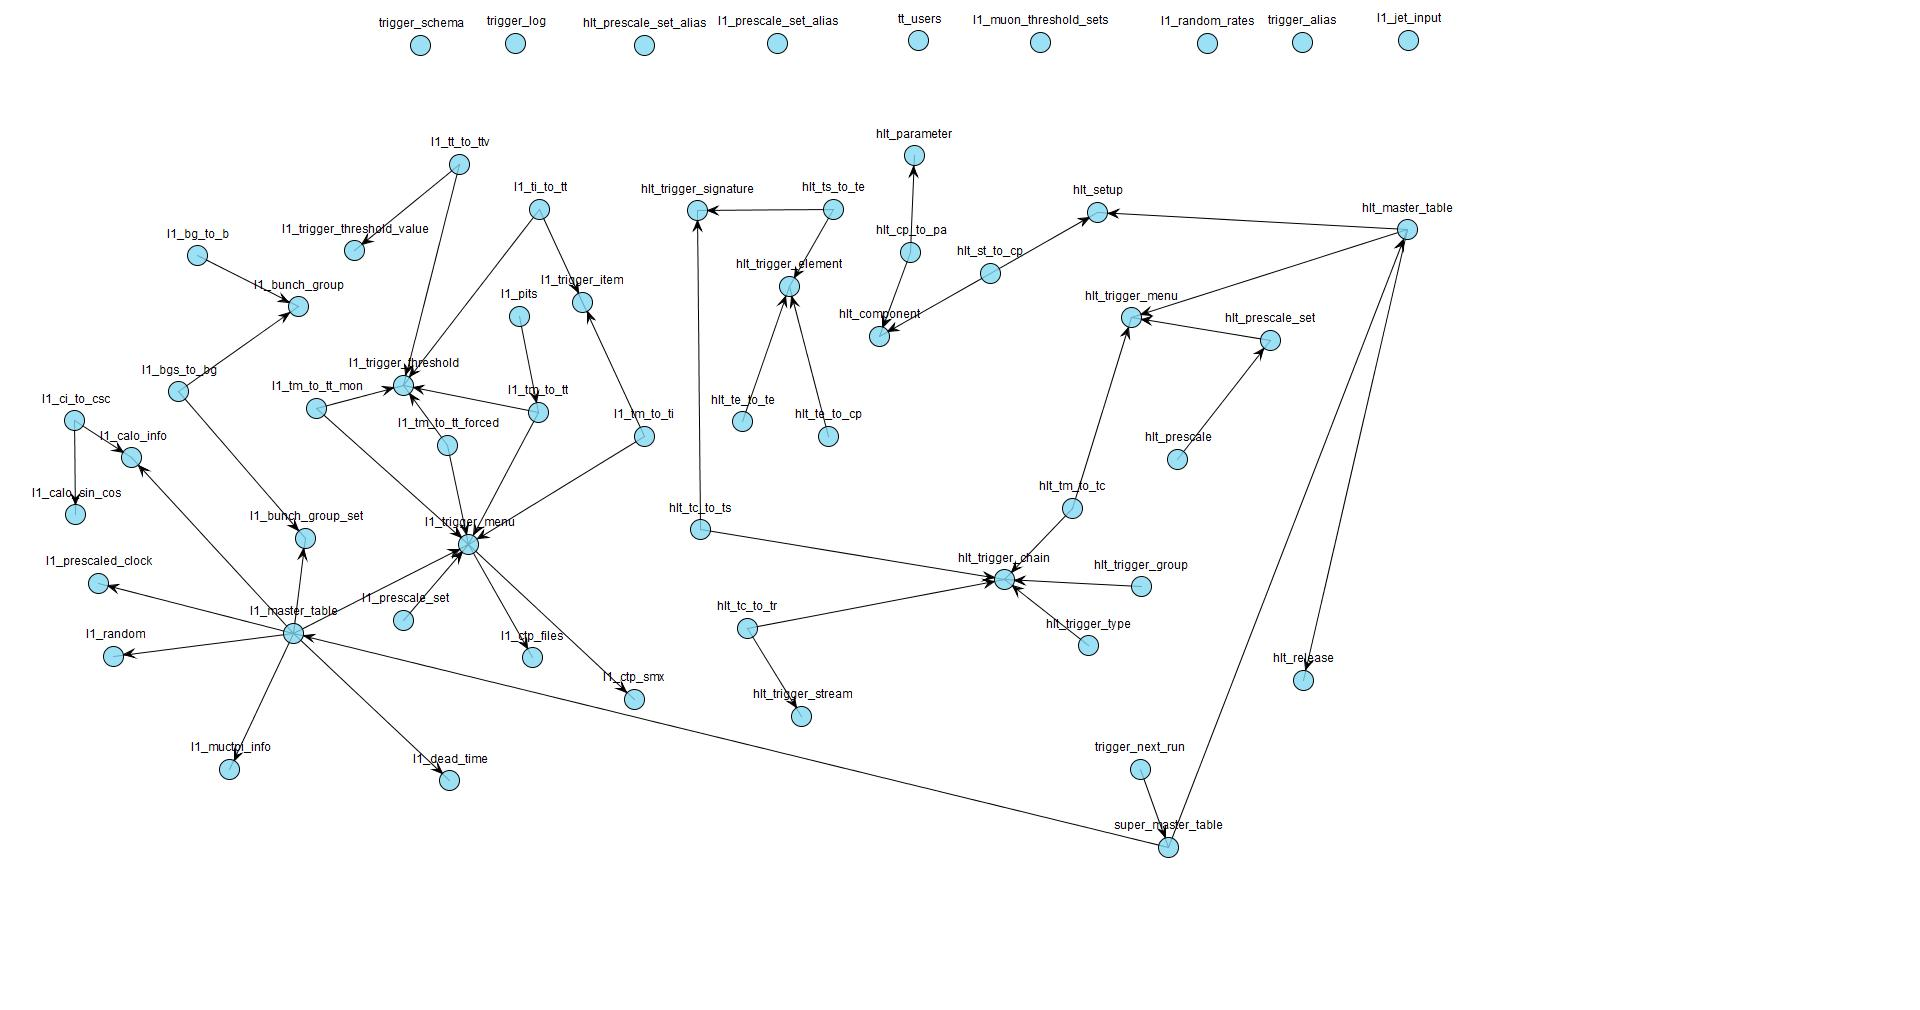 trigger_schema
trigger_log
hlt_prescale_set_alias
l1_prescale_set_alias
tt_users
l1_muon_threshold_sets
l1_random_rates
trigger_alias
l1_jet_input
l1_tt_to_ttv
hlt_parameter
l1_ti_to_tt
hlt_trigger_signature
hlt_ts_to_te
hlt_setup
hlt_master_table
l1_bg_to_b
l1_trigger_threshold_value
hlt_cp_to_pa
hlt_st_to_cp
hlt_trigger_element
l1_bunch_group
l1_pits
l1_trigger_item
hlt_trigger_menu
hlt_component
hlt_prescale_set
l1_bgs_to_bg
l1_trigger_threshold
l1_tm_to_tt_mon
l1_tm_to_tt
l1_ci_to_csc
hlt_te_to_te
l1_tm_to_ti
hlt_te_to_cp
l1_calo_info
l1_tm_to_tt_forced
hlt_prescale
l1_calo_sin_cos
hlt_tm_to_tc
l1_bunch_group_set
l1_trigger_menu
hlt_tc_to_ts
l1_prescaled_clock
hlt_trigger_chain
hlt_trigger_group
l1_master_table
l1_prescale_set
hlt_tc_to_tr
l1_random
l1_ctp_files
hlt_trigger_type
hlt_release
l1_ctp_smx
hlt_trigger_stream
l1_muctpi_info
l1_dead_time
trigger_next_run
super_master_table